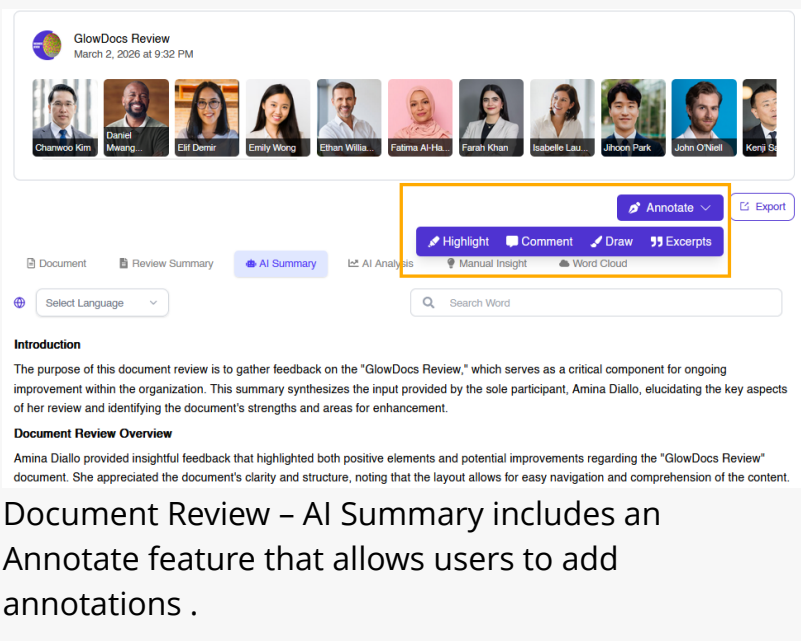 GlowDocs Review
March 2, 2026 at 9:32 PM
Chanwoo Kim
Daniel Mwang...
Elif Demir
Emily Wong
Ethan Willia...
Fatima Al-Ha...
Farah Khan
Isabelle Lau...
Jihoon Park
John O'Niell
Kenji Sa
Annotate
Export
Highlight Comment Draw Excerpts
Document Review Summary AI Summary AI Analysis Manual Insight Word Cloud
Select Language Search Word
Introduction
The purpose of this document review is to gather feedback on the "GlowDocs Review," which serves as a critical component for ongoing
improvement within the organization. This summary synthesizes the input provided by the sole participant, Amina Diallo, elucidating the key aspects
of her review and identifying the document's strengths and areas for enhancement.
Document Review Overview
Amina Diallo provided insightful feedback that highlighted both positive elements and potential improvements regarding the "GlowDocs Review"
document. She appreciated the document's clarity and structure, noting that the layout allows for easy navigation and comprehension of the content.
Document Review – AI Summary includes an
Annotate feature that allows users to add
annotations .